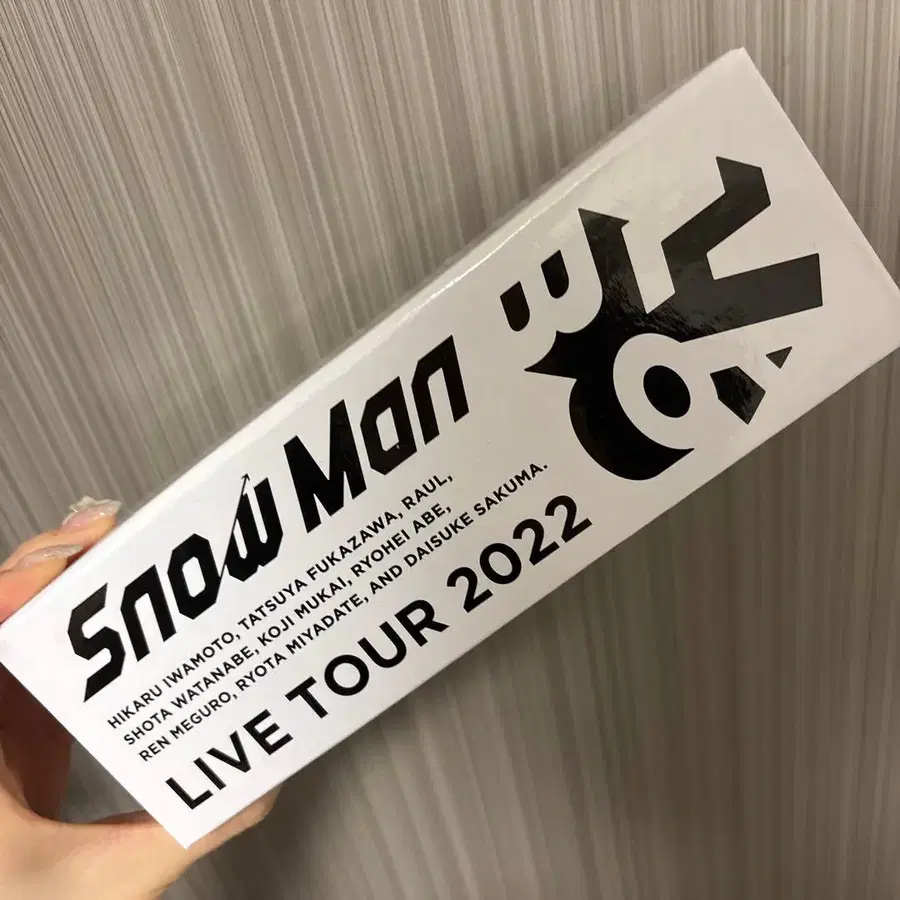 Snow Man
HIKARU IWAMOTO, TATSUYA FUKAZAWA, RAUL,
SHOTA WATANABE, KOJI MUKAI, RYOHEI ABE,
REN MEGURO, RYOTA MIYADATE, AND DAISUKE SAKUMA.
LIVE TOUR 2022